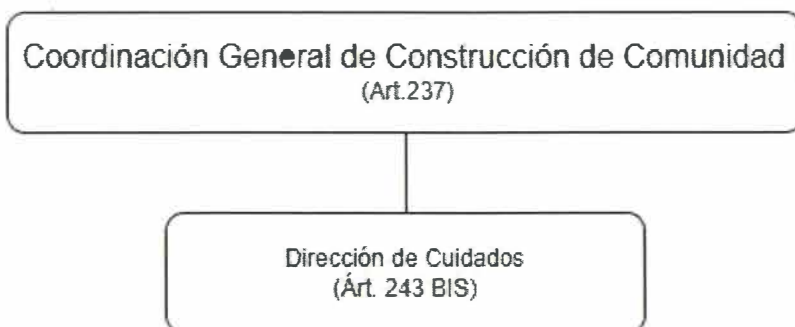 Coordinación General de Construcción de Comunidad
(Art.237)
Dirección de Cuidados
(Árt. 243 BIS)